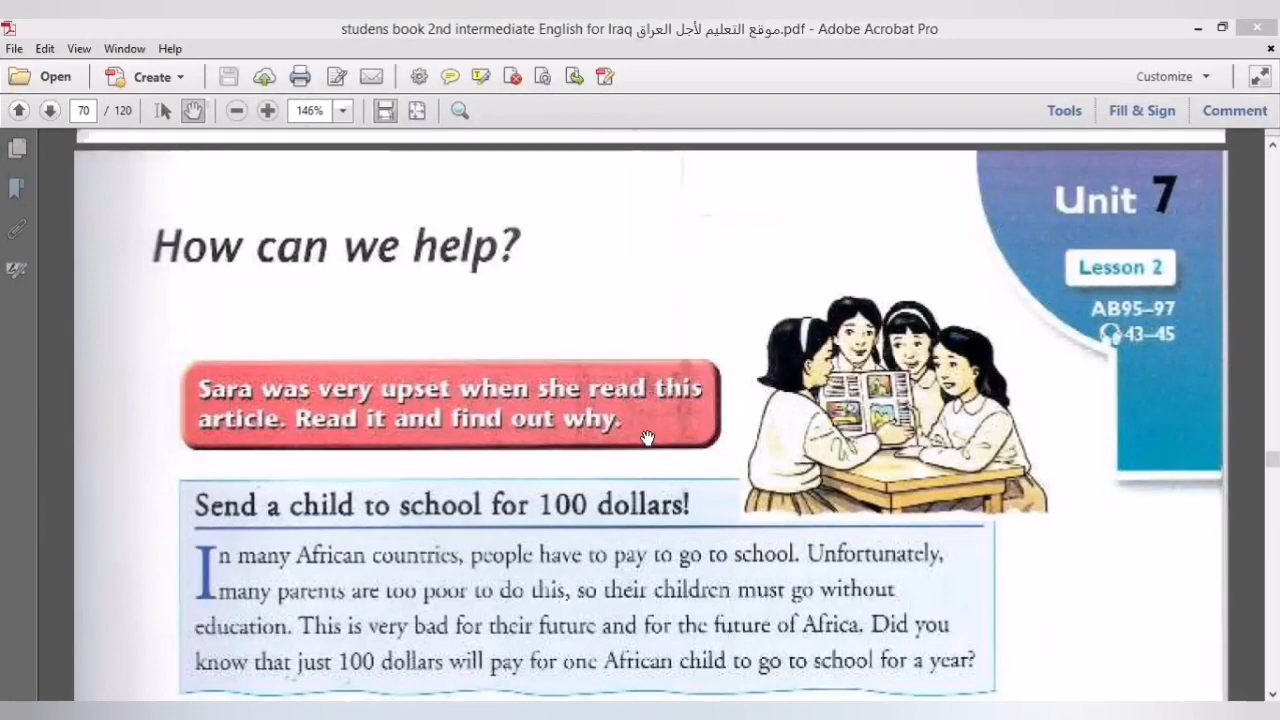 studens book 2nd intermediate English for Iraq موقع التعليم لأجل العراق.pdf - Adobe Acrobat Pro
File Edit View Window Help
Open Create Customize
70 / 120 146% Tools Fill & Sign Comment
Unit 7
How can we help?
Lesson 2
AB95–97
43–45
Sara was very upset when she read this
article. Read it and find out why.
Send a child to school for 100 dollars!
In many African countries, people have to pay to go to school. Unfortunately,
many parents are too poor to do this, so their children must go without
education. This is very bad for their future and for the future of Africa. Did you
know that just 100 dollars will pay for one African child to go to school for a year?